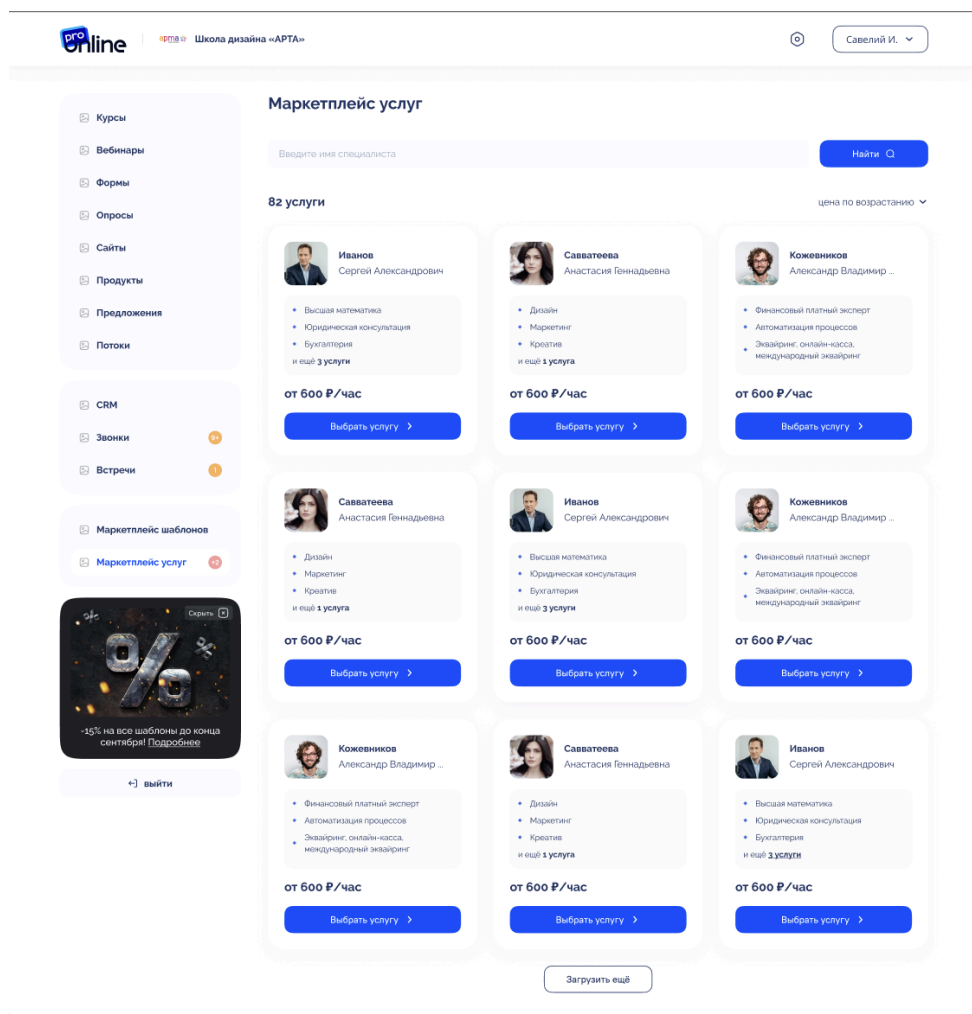 pro online
арта
Школа дизайна «АРТА»
Савелий И.
Курсы
Вебинары
Формы
Опросы
Сайты
Продукты
Предложения
Потоки
CRM
Звонки 9+
Встречи 1
Маркетплейс шаблонов
Маркетплейс услуг +2
Скрыть
%
-15% на все шаблоны до конца
сентября! Подробнее
выйти
Маркетплейс услуг
Введите имя специалиста
Найти
82 услуги
цена по возрастанию
Иванов
Сергей Александрович
Высшая математика
Юридическая консультация
Бухгалтерия
и ещё 3 услуги
от 600 ₽/час
Выбрать услугу
Савватеева
Анастасия Геннадьевна
Дизайн
Маркетинг
Креатив
и ещё 1 услуга
от 600 ₽/час
Выбрать услугу
Кожевников
Александр Владимир ...
Финансовый платный эксперт
Автоматизация процессов
Эквайринг, онлайн-касса,
международный эквайринг
от 600 ₽/час
Выбрать услугу
Савватеева
Анастасия Геннадьевна
Дизайн
Маркетинг
Креатив
и ещё 1 услуга
от 600 ₽/час
Выбрать услугу
Иванов
Сергей Александрович
Высшая математика
Юридическая консультация
Бухгалтерия
и ещё 3 услуги
от 600 ₽/час
Выбрать услугу
Кожевников
Александр Владимир ...
Финансовый платный эксперт
Автоматизация процессов
Эквайринг, онлайн-касса,
международный эквайринг
от 600 ₽/час
Выбрать услугу
Кожевников
Александр Владимир ...
Финансовый платный эксперт
Автоматизация процессов
Эквайринг, онлайн-касса,
международный эквайринг
от 600 ₽/час
Выбрать услугу
Савватеева
Анастасия Геннадьевна
Дизайн
Маркетинг
Креатив
и ещё 1 услуга
от 600 ₽/час
Выбрать услугу
Иванов
Сергей Александрович
Высшая математика
Юридическая консультация
Бухгалтерия
и ещё 3 услуги
от 600 ₽/час
Выбрать услугу
Загрузить ещё